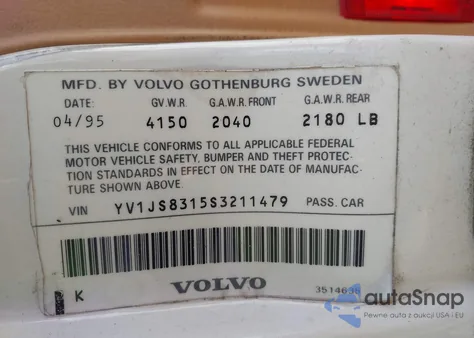 MFD. BY VOLVO GOTHENBURG SWEDEN
DATE: G.V.W.R. G.A.W.R. FRONT G.A.W.R. REAR
04/95 4150 2040 2180 LB
THIS VEHICLE CONFORMS TO ALL APPLICABLE FEDERAL
MOTOR VEHICLE SAFETY, BUMPER AND THEFT PROTEC-
TION STANDARDS IN EFFECT ON THE DATE OF MANUFAC-
TURE SHOWN ABOVE.
VIN YV1JS8315S3211479 PASS. CAR
K VOLVO 3514635
autoSnap
Pewne auta z aukcji USA i EU